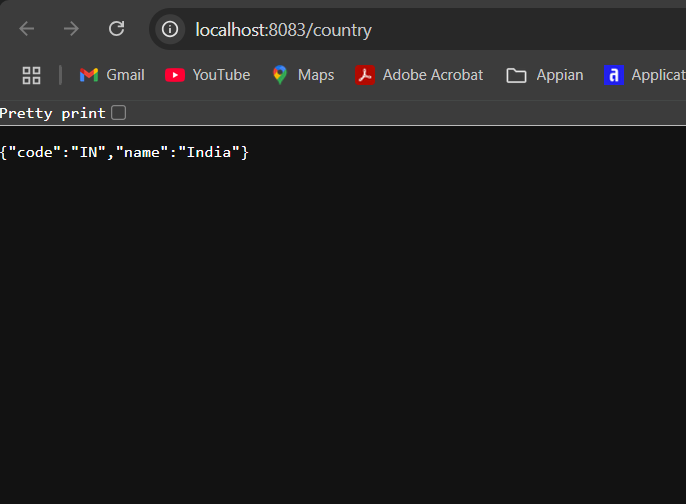 localhost:8083/country
Gmail YouTube Maps Adobe Acrobat Appian Applicat
Pretty print
{"code":"IN","name":"India"}